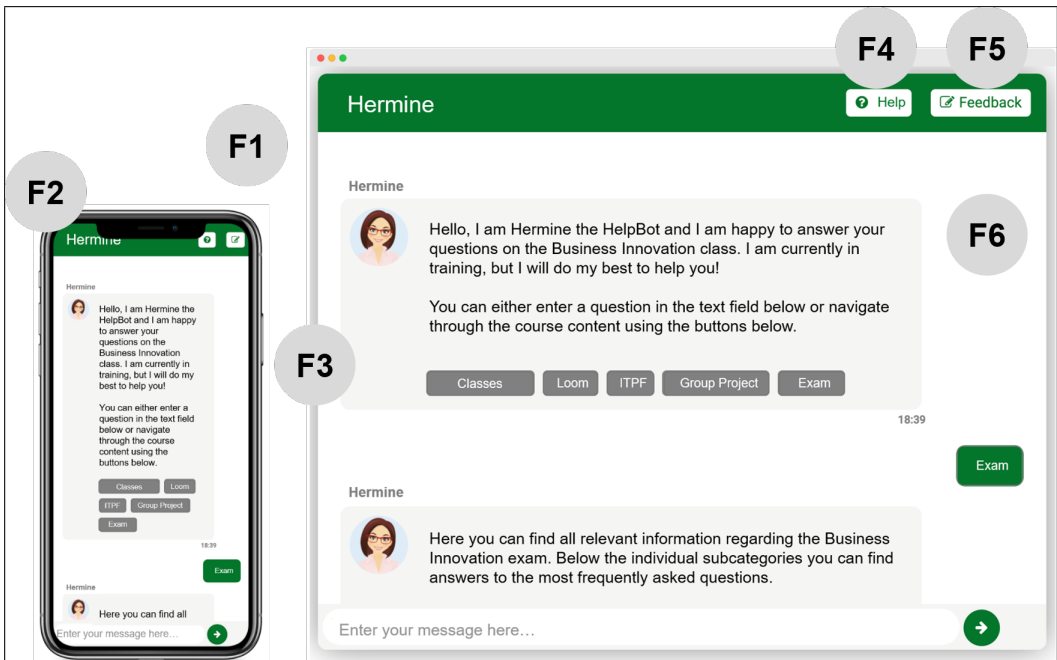 F4
F5
Hermine
Help
Feedback
F1
F2
Hermine
Hermine
F6
Hello, I am Hermine the HelpBot and I am happy to answer your
questions on the Business Innovation class. I am currently in
training, but I will do my best to help you!
You can either enter a question in the text field below or navigate
through the course content using the buttons below.
F3
Classes
Loom
ITPF
Group Project
Exam
18:39
Exam
Hermine
Here you can find all relevant information regarding the Business
Innovation exam. Below the individual subcategories you can find
answers to the most frequently asked questions.
Enter your message here...
Hermine
Hello, I am Hermine the
HelpBot and I am happy
to answer your
questions on the
Business Innovation
class. I am currently in
training, but I will do my
best to help you!
You can either enter a
question in the text field
below or navigate
through the course
content using the
buttons below.
Classes
Loom
ITPF
Group Project
Exam
18:39
Exam
Hermine
Here you can find all
Enter your message here...